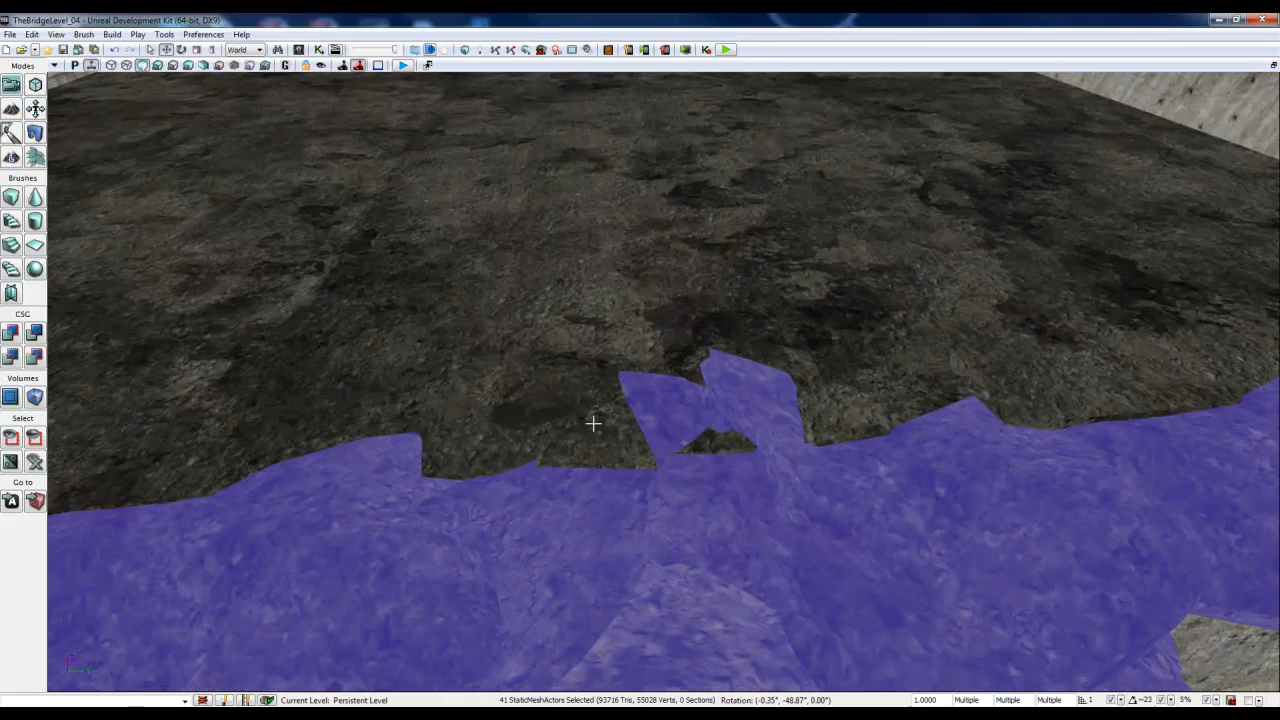 TheBridgeLevel_04 - Unreal Development Kit (64-bit, DX9)
File Edit View Brush Build Play Tools Preferences Help
World
Modes
P
G
Brushes
CSG
Volumes
Select
Go to
Current Level: Persistent Level
41 StaticMeshActors Selected (93716 Tris, 55028 Verts, 0 Sections)
Rotation: (-0.35°, -48.87°, 0.00°)
1.0000
Multiple
Multiple
Multiple
1
~23
5%